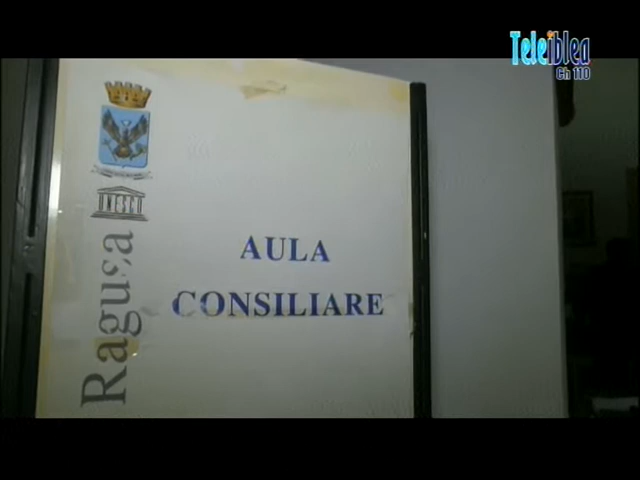 Teleiblea
Ch 110
UNESCO
Ragusa
AULA
CONSILIARE